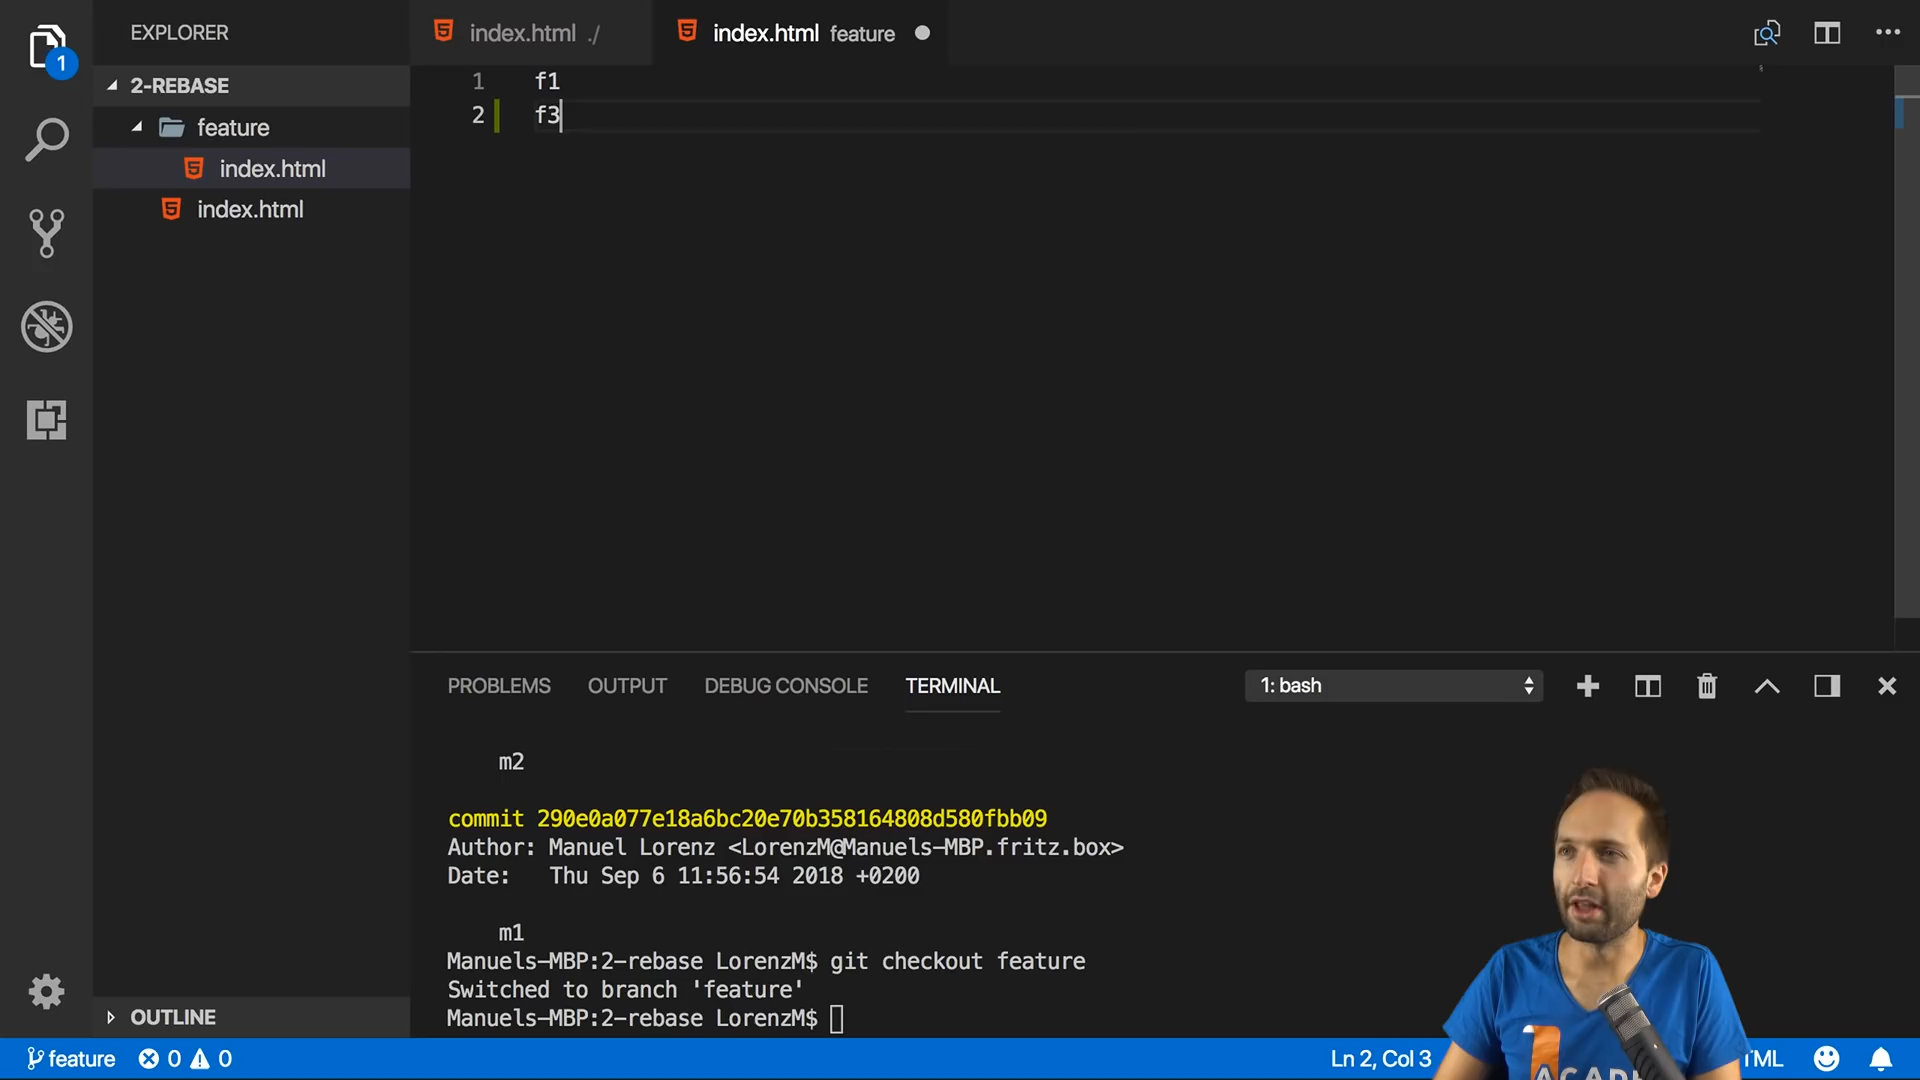 EXPLORER
1
2-REBASE
feature
index.html
index.html
index.html ./
index.html feature
1 f1
2 f3
PROBLEMS OUTPUT DEBUG CONSOLE TERMINAL
1: bash
m2
commit 290e0a077e18a6bc20e70b358164808d580fbb09
Author: Manuel Lorenz <LorenzM@Manuels-MBP.fritz.box>
Date: Thu Sep 6 11:56:54 2018 +0200
m1
Manuels-MBP:2-rebase LorenzM$ git checkout feature
Switched to branch 'feature'
Manuels-MBP:2-rebase LorenzM$
OUTLINE
feature 0 0
Ln 2, Col 3
TML
ACADE